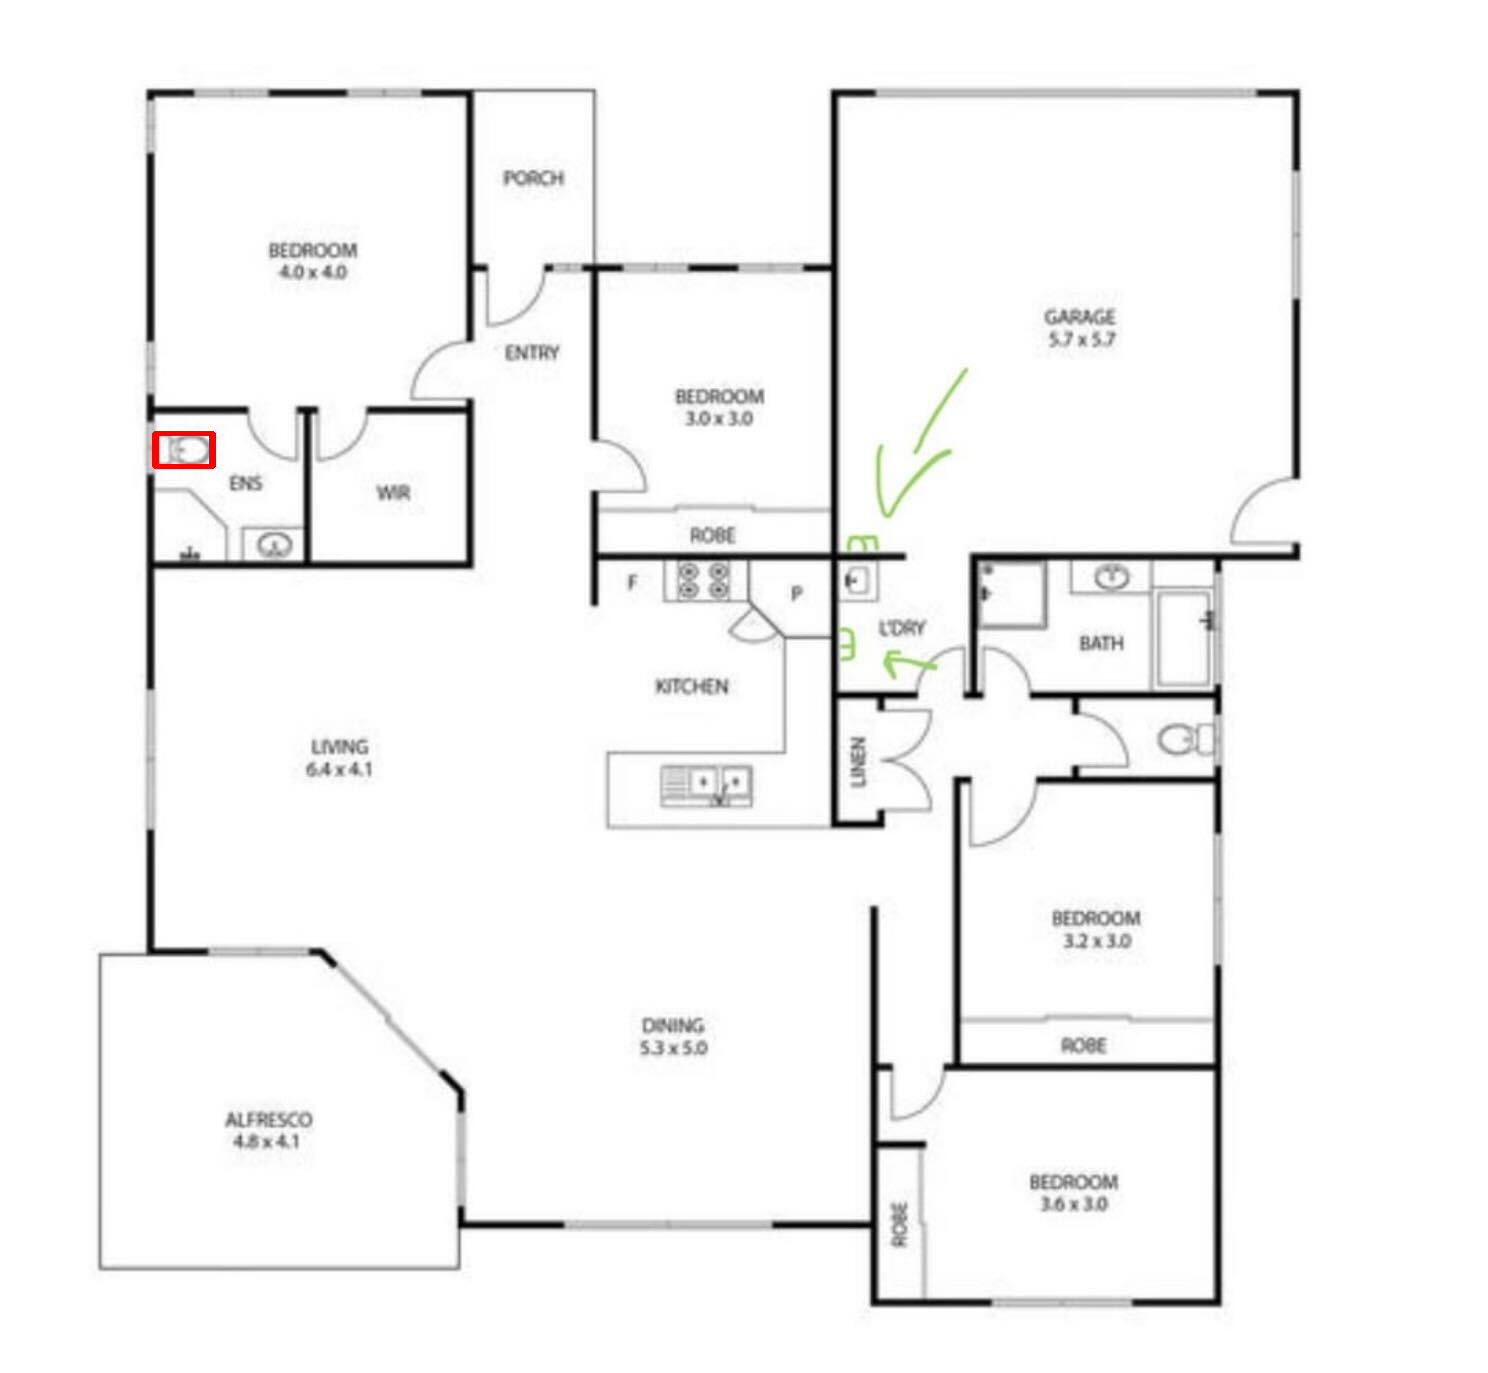 PORCH
BEDROOM
4.0 x 4.0
GARAGE
5.7 x 5.7
ENTRY
BEDROOM
3.0 x 3.0
ENS
WIR
ROBE
F
P
L'DRY
BATH
KITCHEN
LIVING
6.4 x 4.1
LINEN
BEDROOM
3.2 x 3.0
ROBE
DINING
5.3 x 5.0
ALFRESCO
4.8 x 4.1
BEDROOM
3.6 x 3.0
ROBE